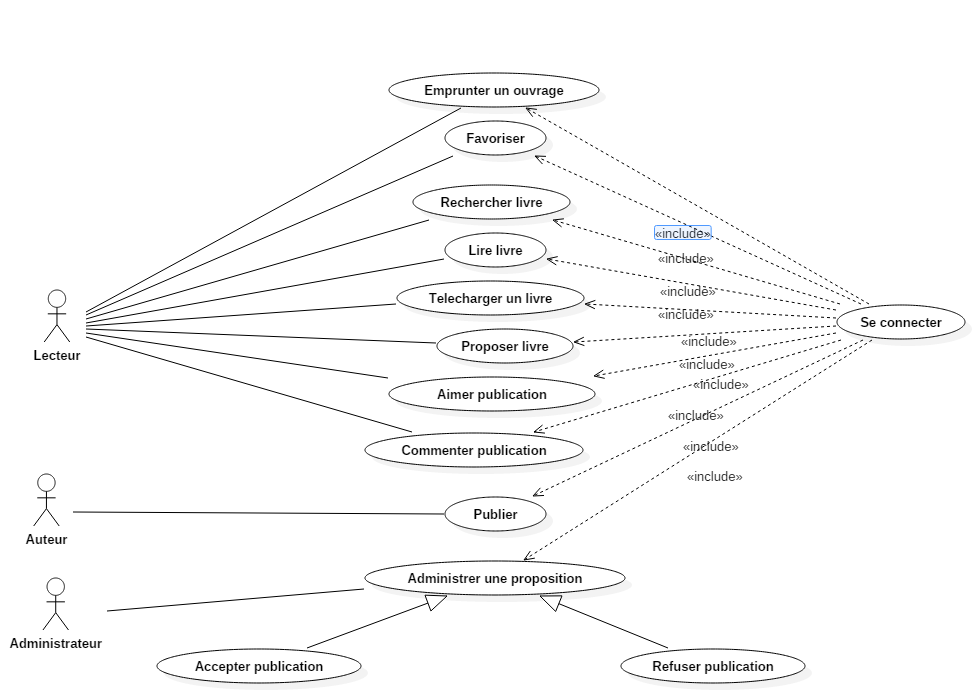 Emprunter un ouvrage
Favoriser
Rechercher livre
«include»
Lire livre
«include»
«include»
Telecharger un livre
«include»
Se connecter
«include»
Proposer livre
Lecteur
«include»
«include»
Aimer publication
«include»
«include»
Commenter publication
«include»
Publier
Auteur
Administrer une proposition
Administrateur
Accepter publication
Refuser publication